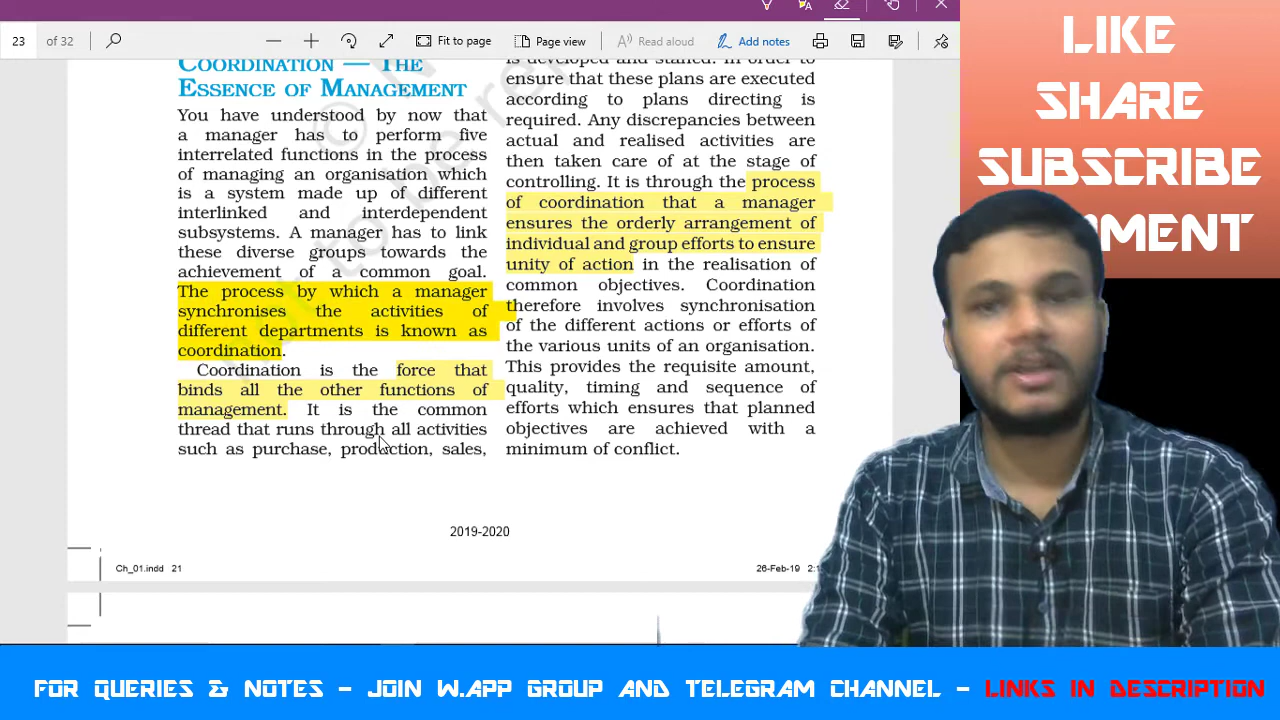 23 of 32 Fit to page Page view Read aloud Add notes
COORDINATION — THE
ESSENCE OF MANAGEMENT
You have understood by now that
a manager has to perform five
interrelated functions in the process
of managing an organisation which
is a system made up of different
interlinked and interdependent
subsystems. A manager has to link
these diverse groups towards the
achievement of a common goal.
The process by which a manager
synchronises the activities of
different departments is known as
coordination.
Coordination is the force that
binds all the other functions of
management. It is the common
thread that runs through all activities
such as purchase, production, sales,
is developed and staffed. In order to
ensure that these plans are executed
according to plans directing is
required. Any discrepancies between
actual and realised activities are
then taken care of at the stage of
controlling. It is through the process
of coordination that a manager
ensures the orderly arrangement of
individual and group efforts to ensure
unity of action in the realisation of
common objectives. Coordination
therefore involves synchronisation
of the different actions or efforts of
the various units of an organisation.
This provides the requisite amount,
quality, timing and sequence of
efforts which ensures that planned
objectives are achieved with a
minimum of conflict.
2019-2020
Ch_01.indd 21
26-Feb-19
LIKE
SHARE
SUBSCRIBE
MMENT
FOR QUERIES & NOTES - JOIN W.APP GROUP AND TELEGRAM CHANNEL - LINKS IN DESCRIPTION